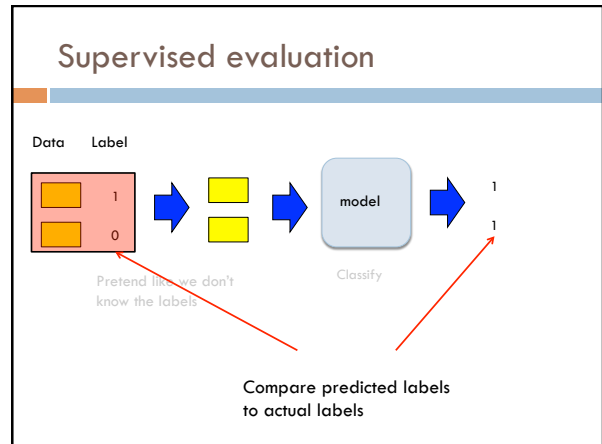 Supervised evaluation
Data Label
1
0
model
1
1
Pretend like we don't
know the labels
Classify
Compare predicted labels
to actual labels